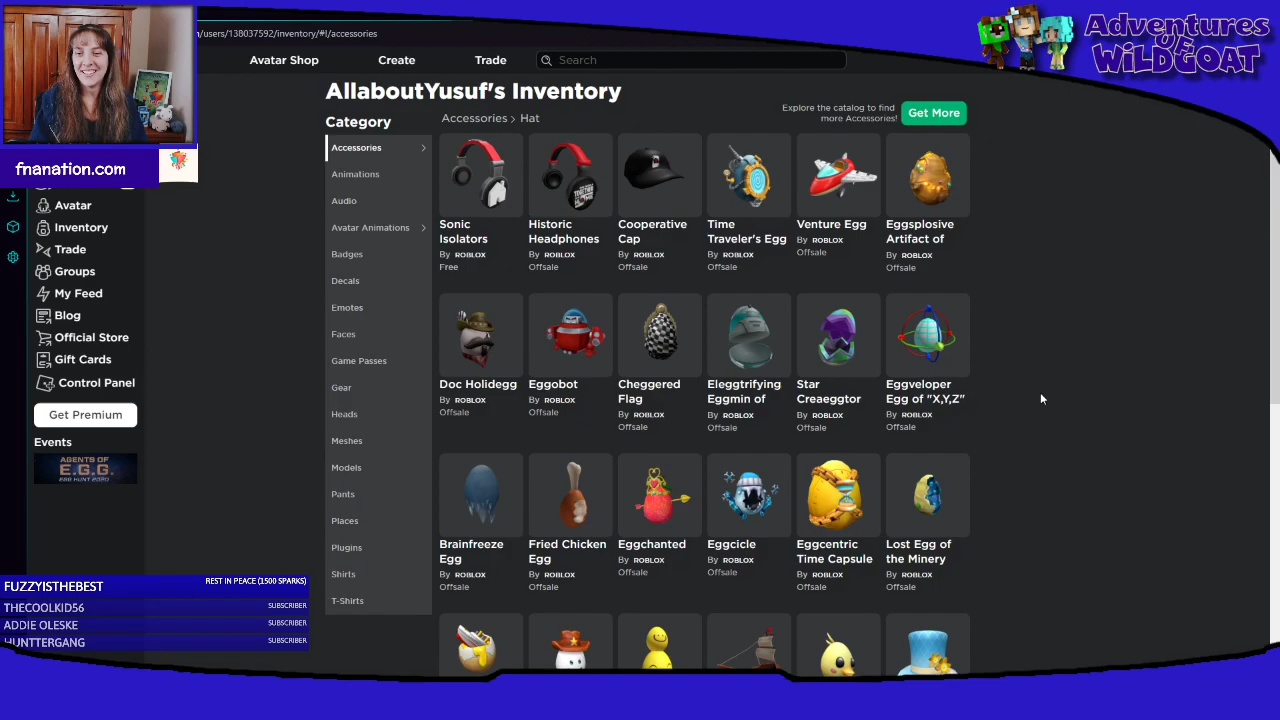 m/users/138037592/inventory/#!/accessories
Adventures
OF
WILDGOAT
Avatar Shop
Create
Trade
Search
fnanation.com
Avatar
Inventory
Trade
Groups
My Feed
Blog
Official Store
Gift Cards
Control Panel
Get Premium
Events
AGENTS OF
E.G.G.
EGG HUNT 2020
AllaboutYusuf's Inventory
Explore the catalog to find
more Accessories!
Get More
Category
Accessories > Hat
Accessories
Animations
Audio
Avatar Animations
Badges
Decals
Emotes
Faces
Game Passes
Gear
Heads
Meshes
Models
Pants
Places
Plugins
Shirts
T-Shirts
Sonic
Isolators
By ROBLOX
Free
Historic
Headphones
By ROBLOX
Offsale
Cooperative
Cap
By ROBLOX
Offsale
Time
Traveler's Egg
By ROBLOX
Offsale
Venture Egg
By ROBLOX
Offsale
Eggsplosive
Artifact of
By ROBLOX
Offsale
Doc Holidegg
By ROBLOX
Offsale
Eggobot
By ROBLOX
Offsale
Cheggered
Flag
By ROBLOX
Offsale
Eleggtrifying
Eggmin of
By ROBLOX
Offsale
Star
Creaeggtor
By ROBLOX
Offsale
Eggveloper
Egg of "X,Y,Z"
By ROBLOX
Offsale
Brainfreeze
Egg
By ROBLOX
Offsale
Fried Chicken
Egg
By ROBLOX
Offsale
Eggchanted
By ROBLOX
Offsale
Eggcicle
By ROBLOX
Offsale
Eggcentric
Time Capsule
By ROBLOX
Offsale
Lost Egg of
the Minery
By ROBLOX
Offsale
FUZZYISTHEBEST
REST IN PEACE (1500 SPARKS)
THECOOLKID56
SUBSCRIBER
ADDIE OLESKE
SUBSCRIBER
HUNTTERGANG
SUBSCRIBER